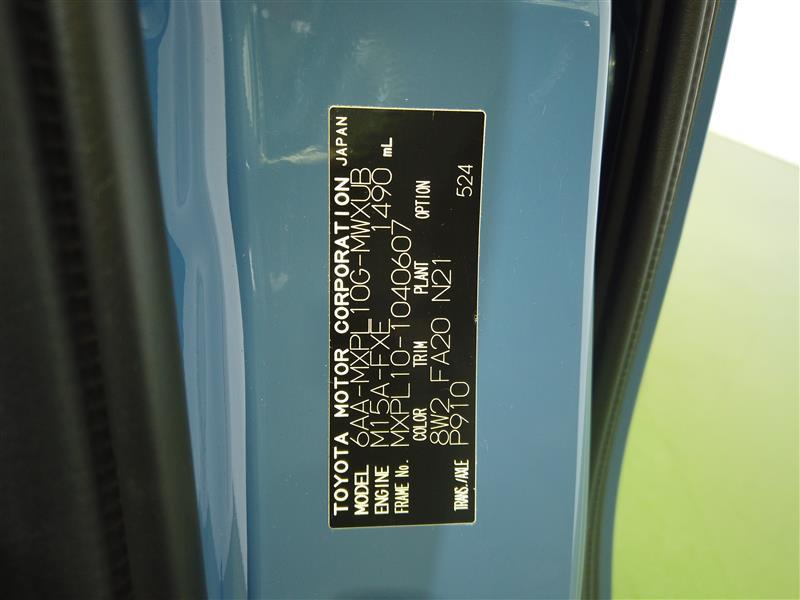 TOYOTA MOTOR CORPORATION JAPAN
MODEL 6AA-MXPL10G-MWXUB
ENGINE M15A-FXE 1490 mL
FRAME No. MXPL10-1040607
COLOR TRIM PLANT OPTION
8W2 FA20 N21
TRANS./AXLE P910 524